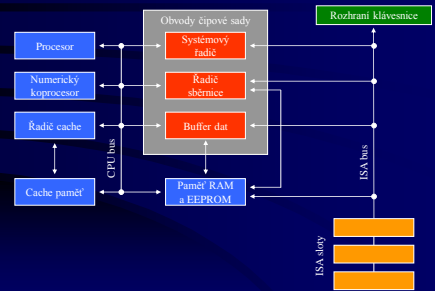 Obvody čipové sady
Rozhraní klávesnice
Procesor
Systémový
řadič
Numerický
koprocesor
Řadič
sběrnice
Řadič cache
Buffer dat
CPU bus
ISA bus
Cache paměť
Paměť RAM
a EEPROM
ISA sloty